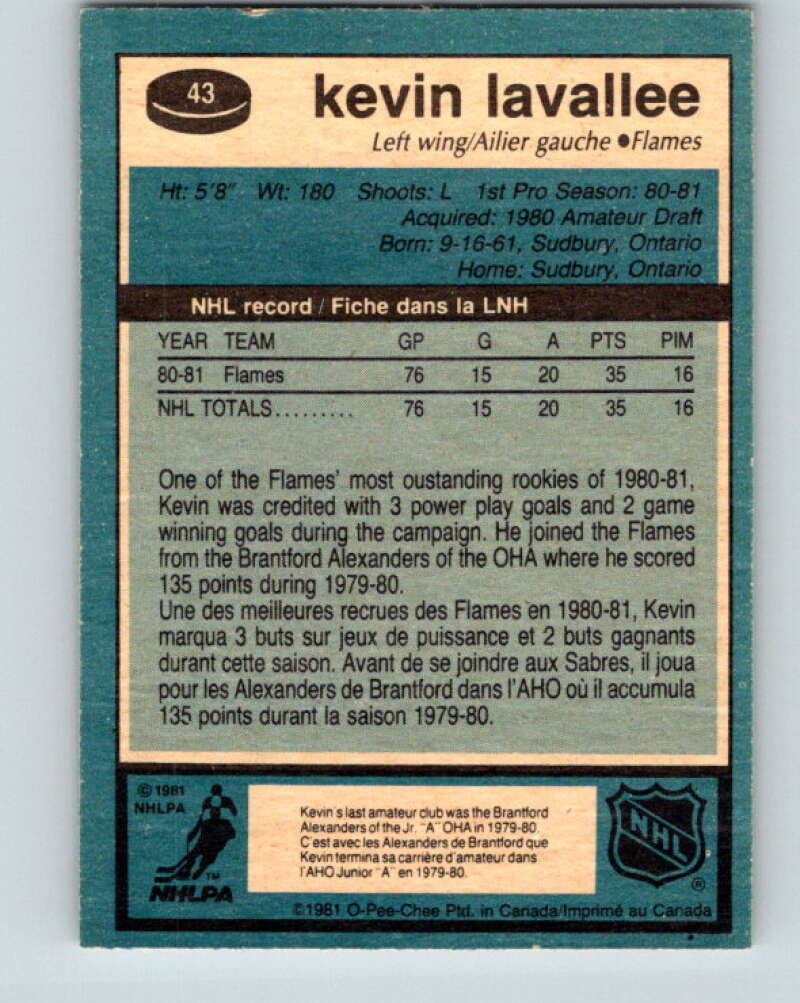 43
kevin lavallee
Left wing/Ailier gauche ●Flames
Ht: 5'8" Wt: 180 Shoots: L 1st Pro Season: 80-81
Acquired: 1980 Amateur Draft
Born: 9-16-61, Sudbury, Ontario
Home: Sudbury, Ontario
NHL record / Fiche dans la LNH
YEAR TEAM GP G A PTS PIM
80-81 Flames 76 15 20 35 16
NHL TOTALS......... 76 15 20 35 16
One of the Flames' most oustanding rookies of 1980-81,
Kevin was credited with 3 power play goals and 2 game
winning goals during the campaign. He joined the Flames
from the Brantford Alexanders of the OHA where he scored
135 points during 1979-80.
Une des meilleures recrues des Flames en 1980-81, Kevin
marqua 3 buts sur jeux de puissance et 2 buts gagnants
durant cette saison. Avant de se joindre aux Sabres, il joua
pour les Alexanders de Brantford dans l'AHO où il accumula
135 points durant la saison 1979-80.
© 1981
NHLPA
TM
NHLPA
Kevin's last amateur club was the Brantford
Alexanders of the Jr. "A" OHA in 1979-80.
C'est avec les Alexanders de Brantford que
Kevin termina sa carrière d'amateur dans
l'AHO Junior "A" en 1979-80.
NHL
®
©1981 O-Pee-Chee Ptd. in Canada/Imprimé au Canada